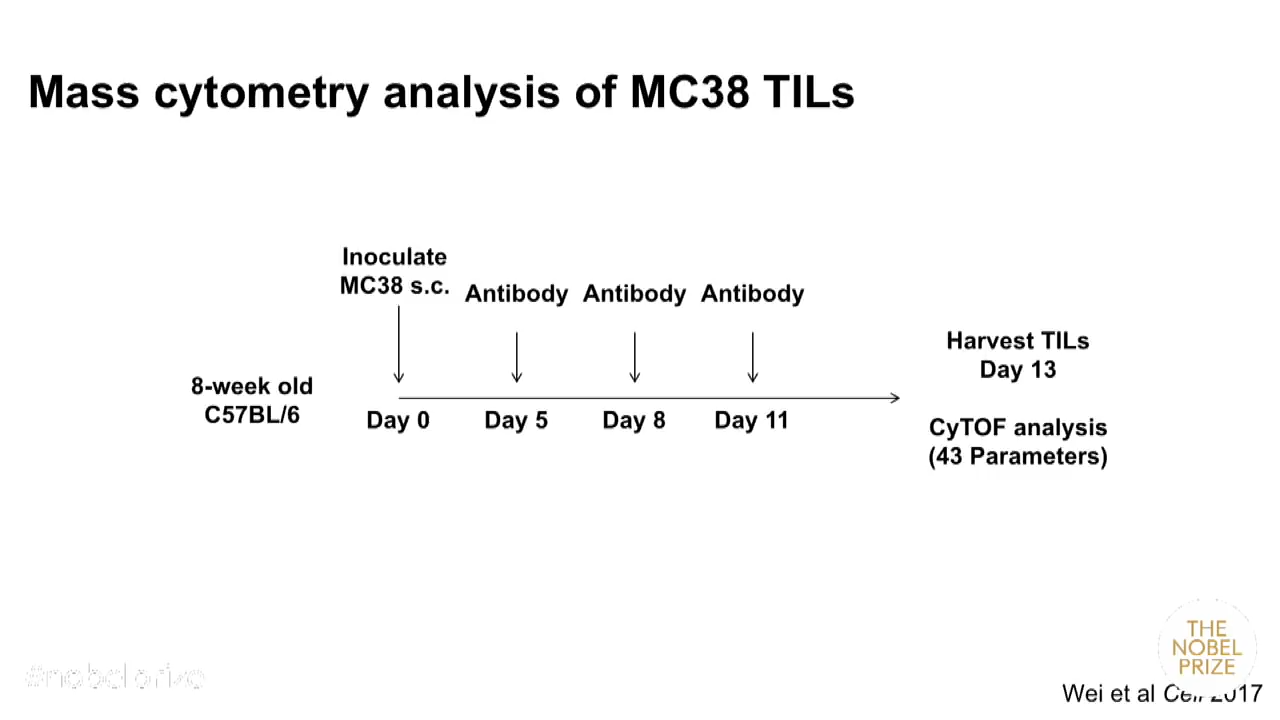 Mass cytometry analysis of MC38 TILs
Inoculate
MC38 s.c.
Antibody
Antibody
Antibody
8-week old
C57BL/6
Day 0
Day 5
Day 8
Day 11
Harvest TILs
Day 13
CyTOF analysis
(43 Parameters)
THE
NOBEL
PRIZE
#nobelprize
Wei et al Cell 2017